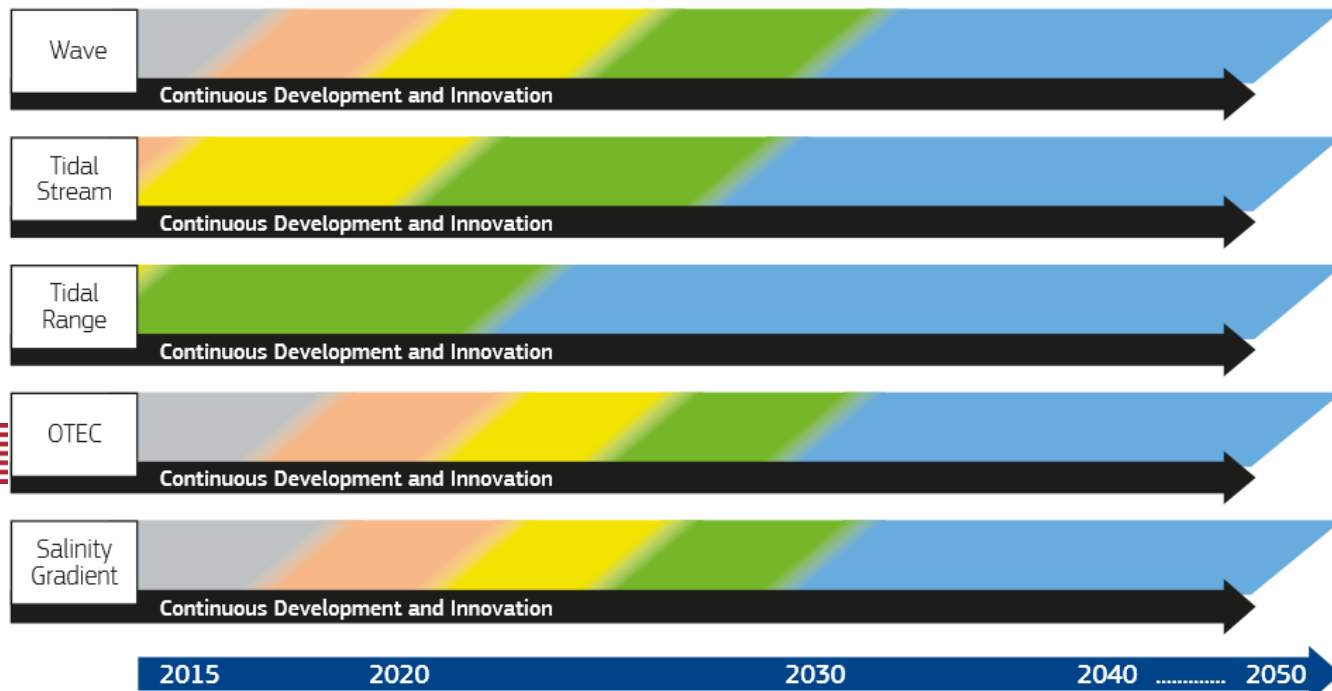 Wave
Continuous Development and Innovation
Tidal
Stream
Continuous Development and Innovation
Tidal
Range
Continuous Development and Innovation
OTEC
Continuous Development and Innovation
Salinity
Gradient
Continuous Development and Innovation
2015 2020 2030 2040 ............. 2050